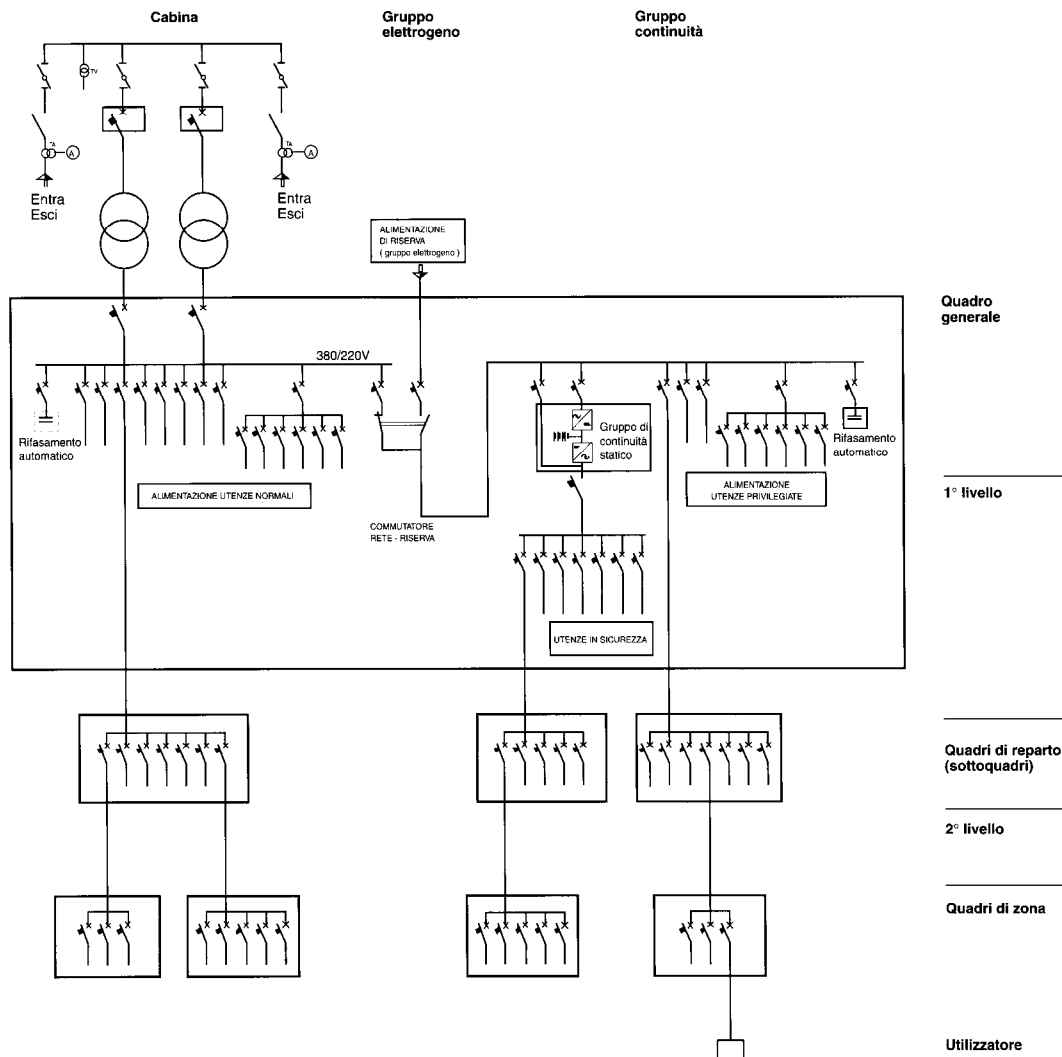 Cabina
Gruppo
elettrogeno
Gruppo
continuità
TV
TA
A
TA
A
Entra
Esci
Entra
Esci
ALIMENTAZIONE
DI RISERVA
( gruppo elettrogeno )
Quadro
generale
380/220V
Rifasamento
automatico
Gruppo di
continuità
statico
Rifasamento
automatico
ALIMENTAZIONE UTENZE NORMALI
ALIMENTAZIONE
UTENZE PRIVILEGIATE
1° livello
COMMUTATORE
RETE - RISERVA
UTENZE IN SICUREZZA
Quadri di reparto
(sottoquadri)
2° livello
Quadri di zona
Utilizzatore